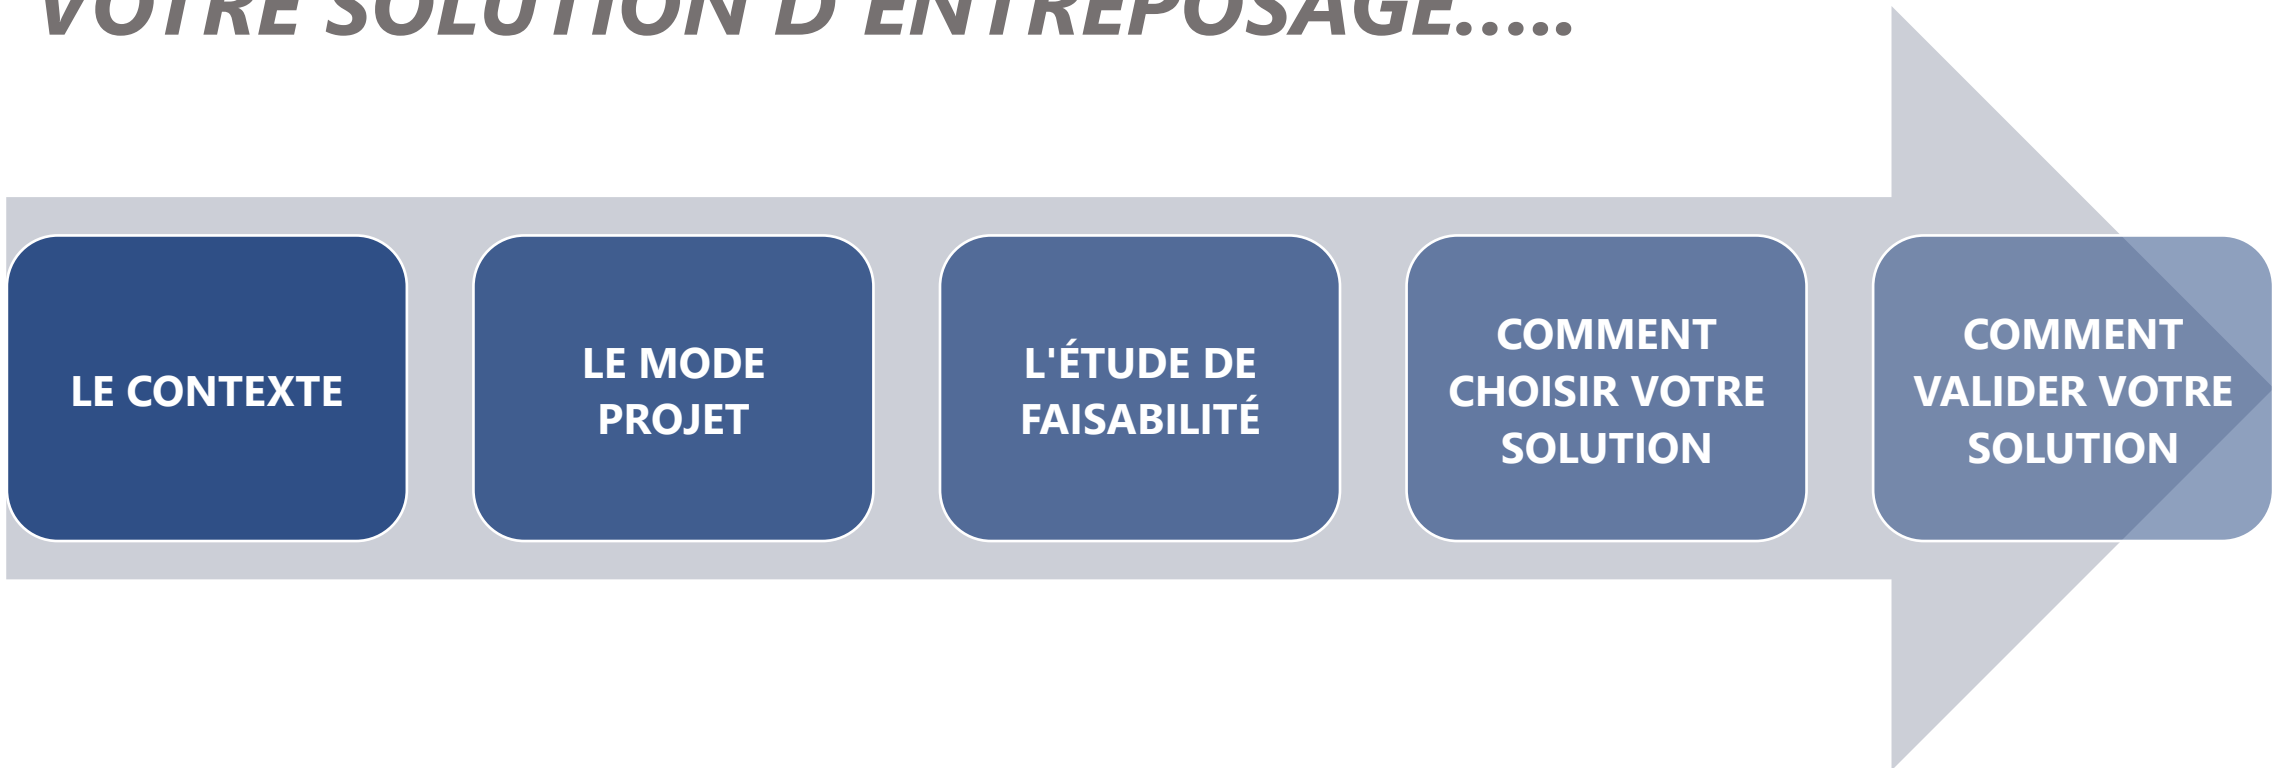 VOTRE SOLUTION D'ENTREPOSAGE.....
LE CONTEXTE
LE MODE
PROJET
L'ÉTUDE DE
FAISABILITÉ
COMMENT
CHOISIR VOTRE
SOLUTION
COMMENT
VALIDER VOTRE
SOLUTION